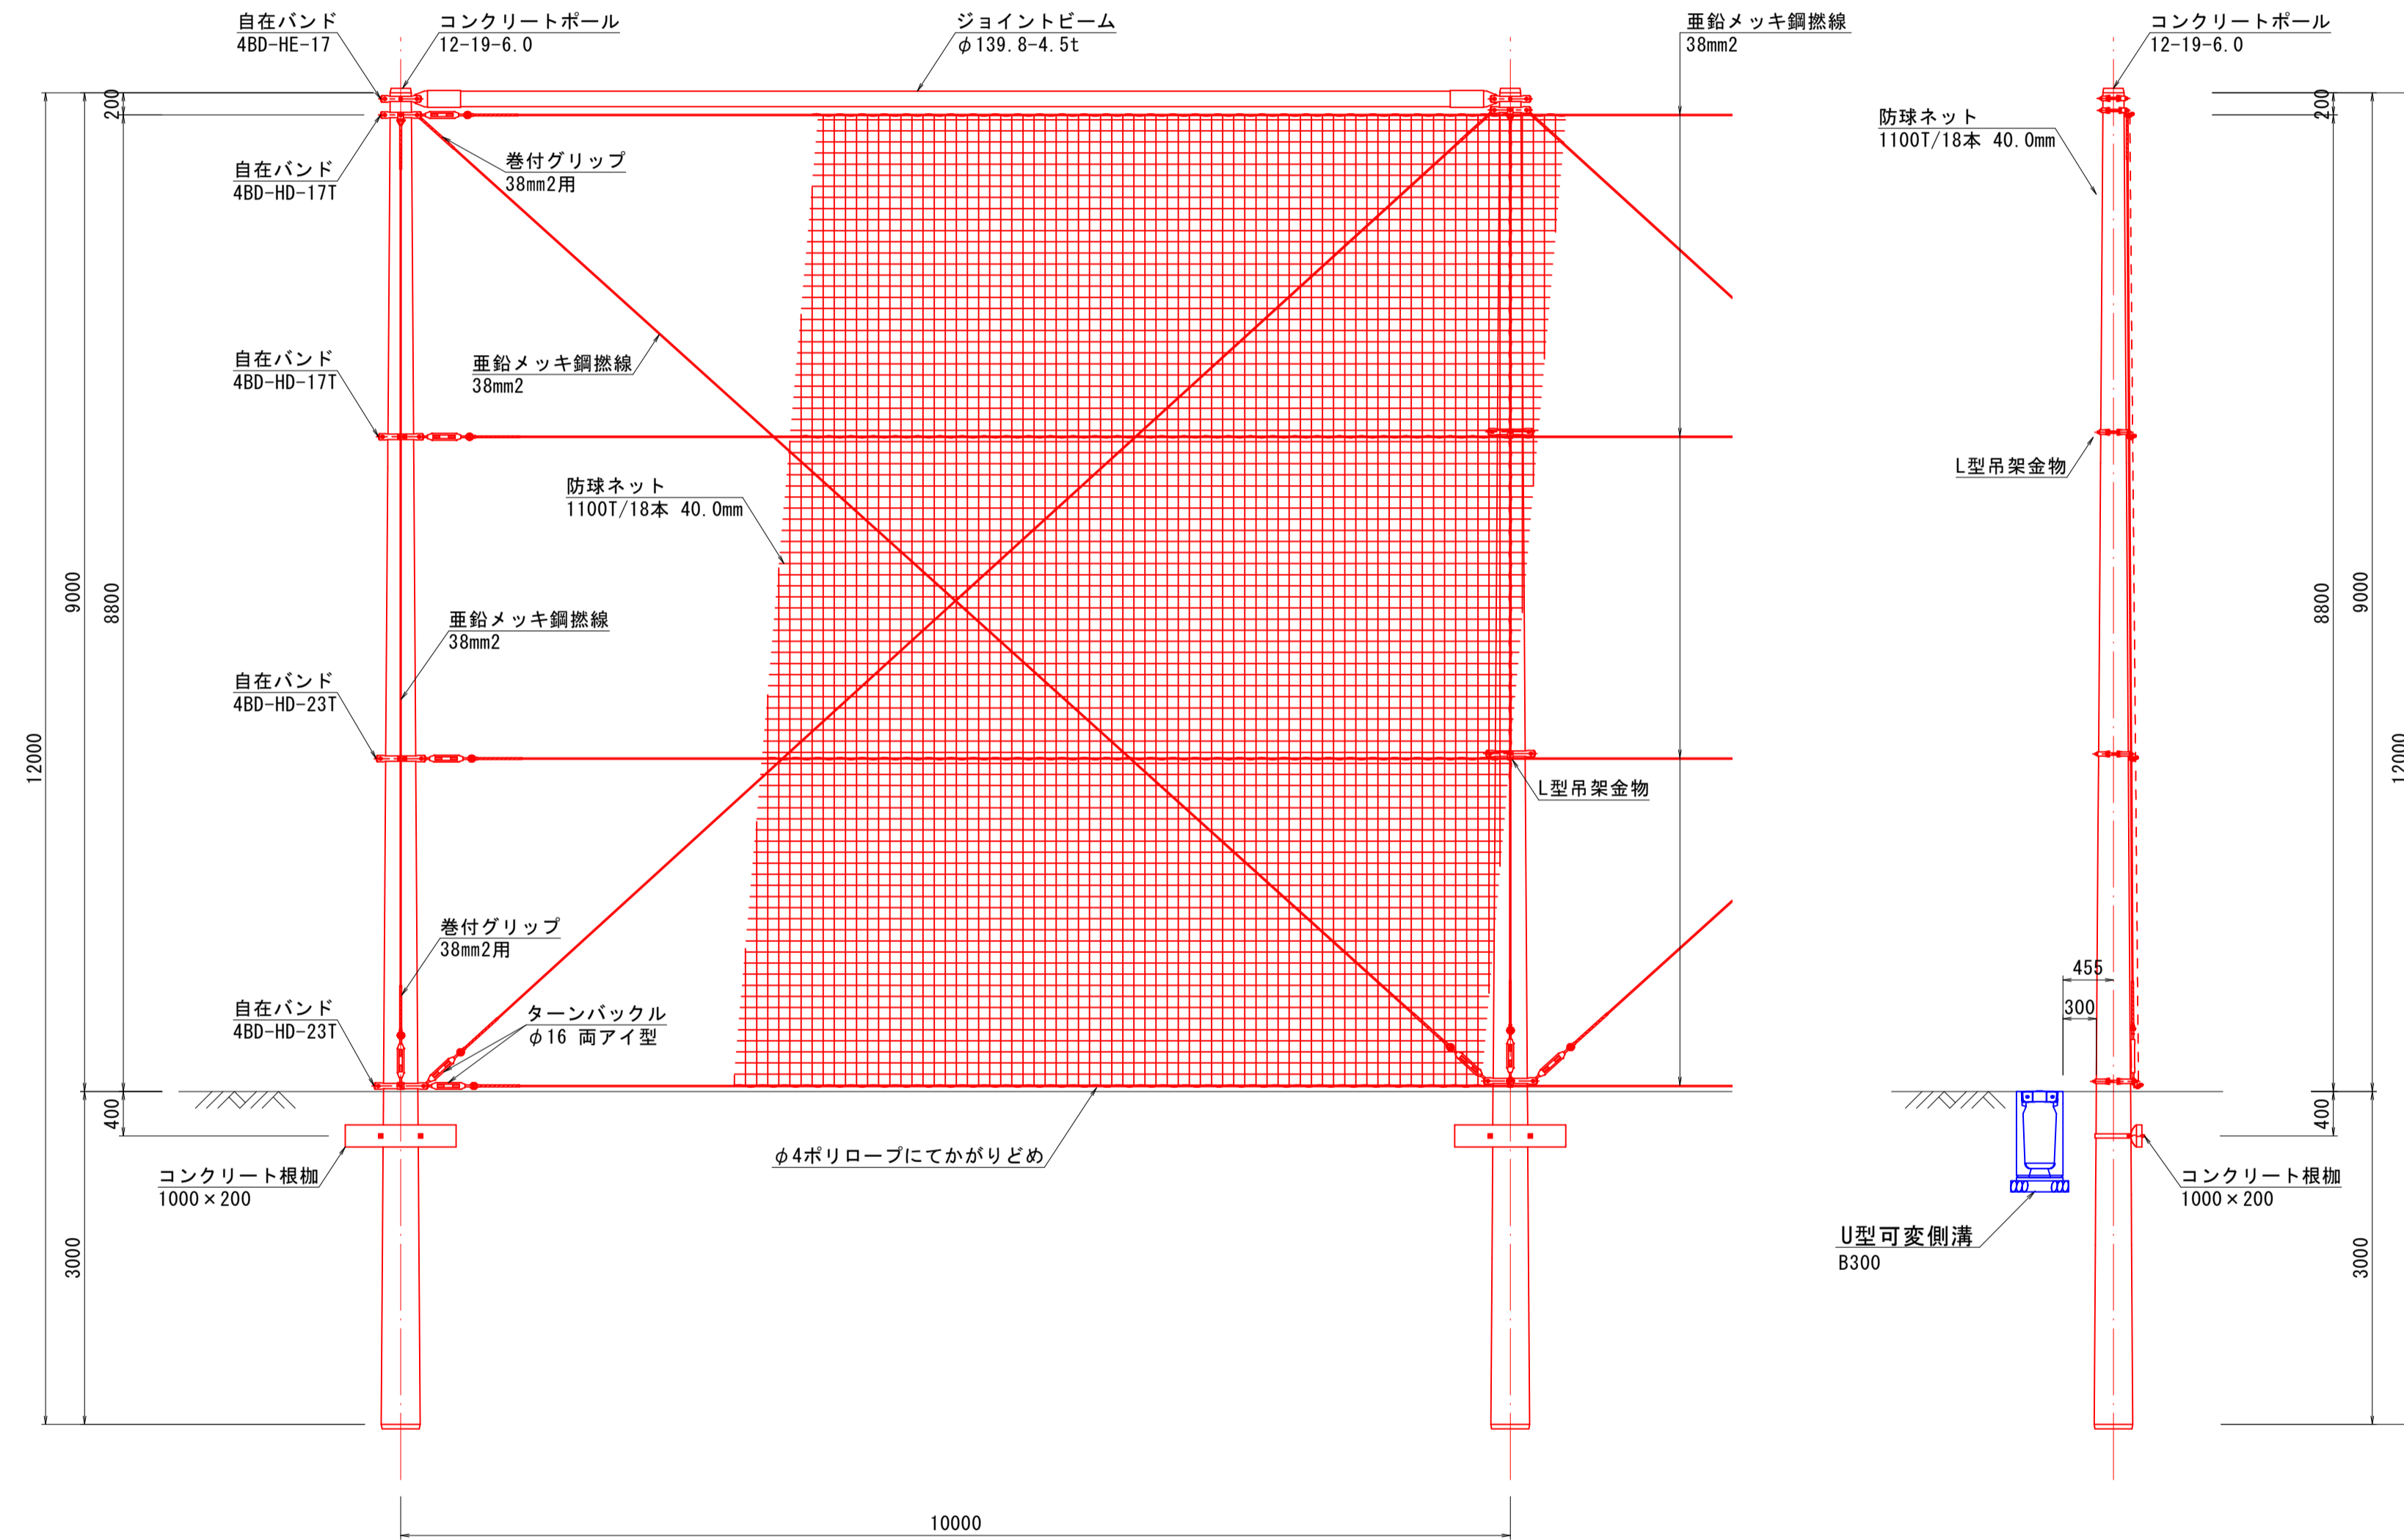 自在バンド
4BD-HE-17
コンクリートポール
12-19-6.0
ジョイントビーム
φ139.8-4.5t
亜鉛メッキ鋼撚線
38mm2
コンクリートポール
12-19-6.0
200
200
防球ネット
1100T/18本 40.0mm
自在バンド
4BD-HD-17T
巻付グリップ
38mm2用
自在バンド
4BD-HD-17T
亜鉛メッキ鋼撚線
38mm2
L型吊架金物
防球ネット
1100T/18本 40.0mm
9000
8800
8800
9000
亜鉛メッキ鋼撚線
38mm2
自在バンド
4BD-HD-23T
12000
12000
L型吊架金物
巻付グリップ
38mm2用
455
300
自在バンド
4BD-HD-23T
ターンバックル
φ16 両アイ型
400
400
φ4ポリロープにてかがりどめ
コンクリート根枷
1000×200
コンクリート根枷
1000×200
U型可変側溝
B300
3000
3000
10000